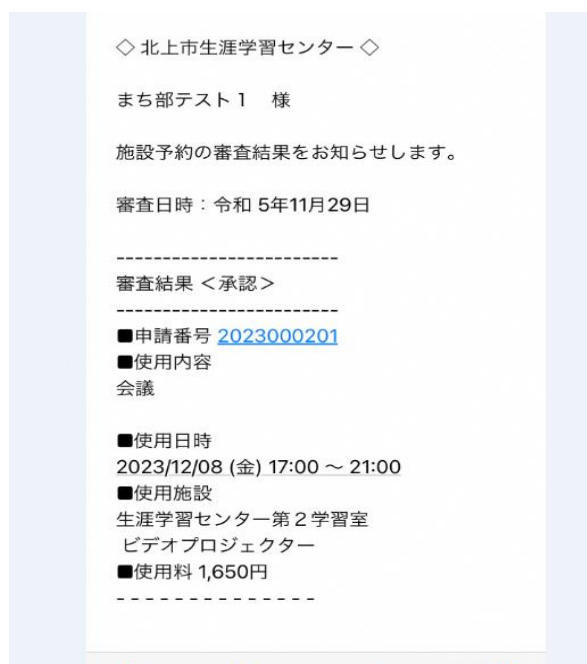 ◇ 北上市生涯学習センター ◇
まち部テスト１　様
施設予約の審査結果をお知らせします。
審査日時：令和 5年11月29日
------------------------
審査結果 ＜承認＞
------------------------
■申請番号 2023000201
■使用内容
会議
■使用日時
2023/12/08 (金) 17:00 ～ 21:00
■使用施設
生涯学習センター第２学習室
ビデオプロジェクター
■使用料 1,650円
- - - - - - - - - - - - - -